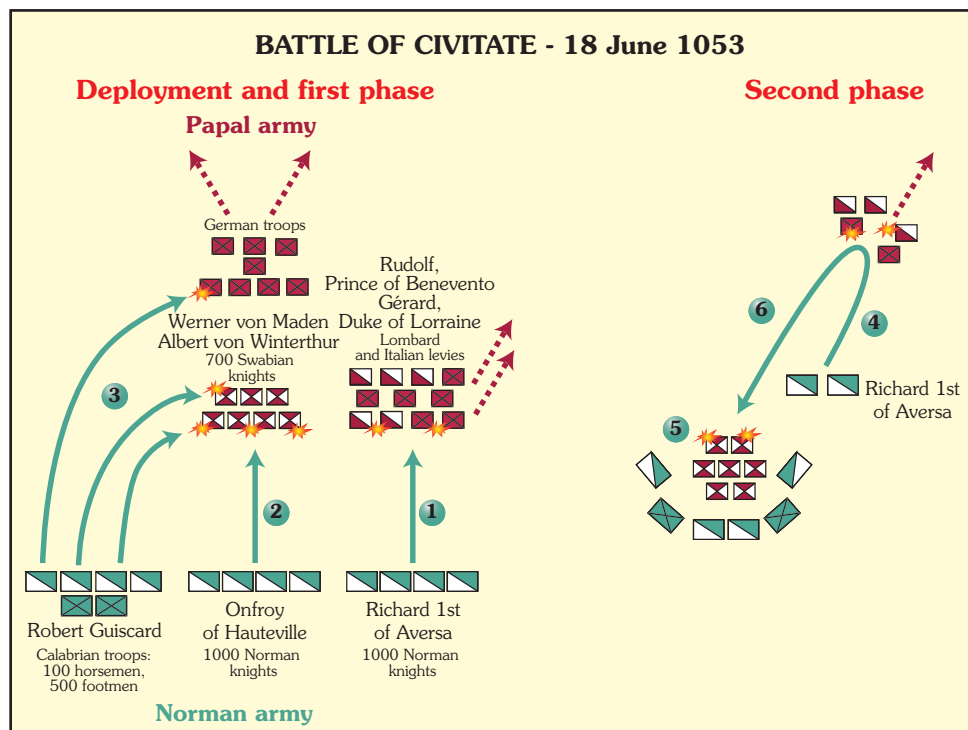 BATTLE OF CIVITATE - 18 June 1053
Deployment and first phase
Papal army
German troops
Rudolf,
Prince of Benevento
Gérard,
Duke of Lorraine
Lombard
and Italian levies
Werner von Maden
Albert von Winterthur
700 Swabian
knights
3
2
1
Robert Guiscard
Calabrian troops:
100 horsemen,
500 footmen
Onfroy
of Hauteville
1000 Norman
knights
Richard 1st
of Aversa
1000 Norman
knights
Norman army
Second phase
6
4
Richard 1st
of Aversa
5